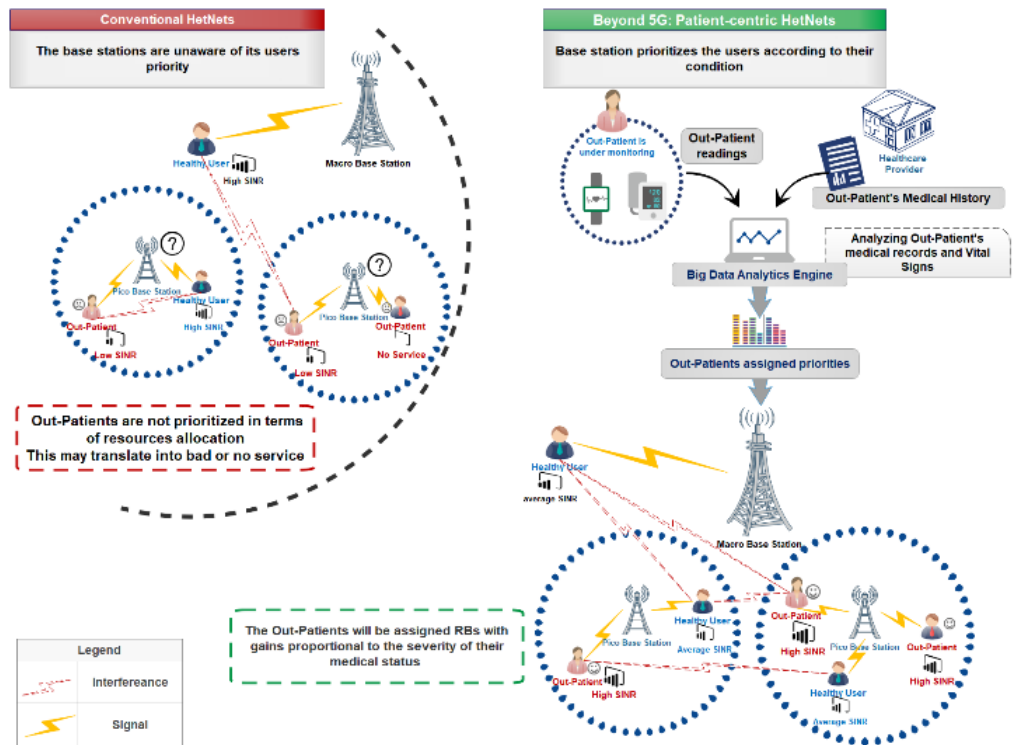 Conventional HetNets
The base stations are unaware of its users
priority
Healthy User
High SINR
Macro Base Station
?
Pico Base Station
Out-Patient
Low SINR
Healthy User
High SINR
?
Pico Base Station
Out-Patient
Low SINR
Out-Patient
No Service
Out-Patients are not prioritized in terms
of resources allocation
This may translate into bad or no service
Legend
Interfereance
Signal
Beyond 5G: Patient-centric HetNets
Base station prioritizes the users according to their
condition
Out-Patient is
under monitoring
Out-Patient
readings
Healthcare
Provider
Out-Patient's Medical History
Analyzing Out-Patient's
medical records and Vital
Signs
Big Data Analytics Engine
Out-Patients assigned priorities
Healthy User
average SINR
Macro Base Station
Pico Base Station
Healthy User
Average SINR
Out-Patient
High SINR
Out-Patient
High SINR
Pico Base Station
Out-Patient
High SINR
Healthy User
Average SINR
The Out-Patients will be assigned RBs with
gains proportional to the severity of their
medical status